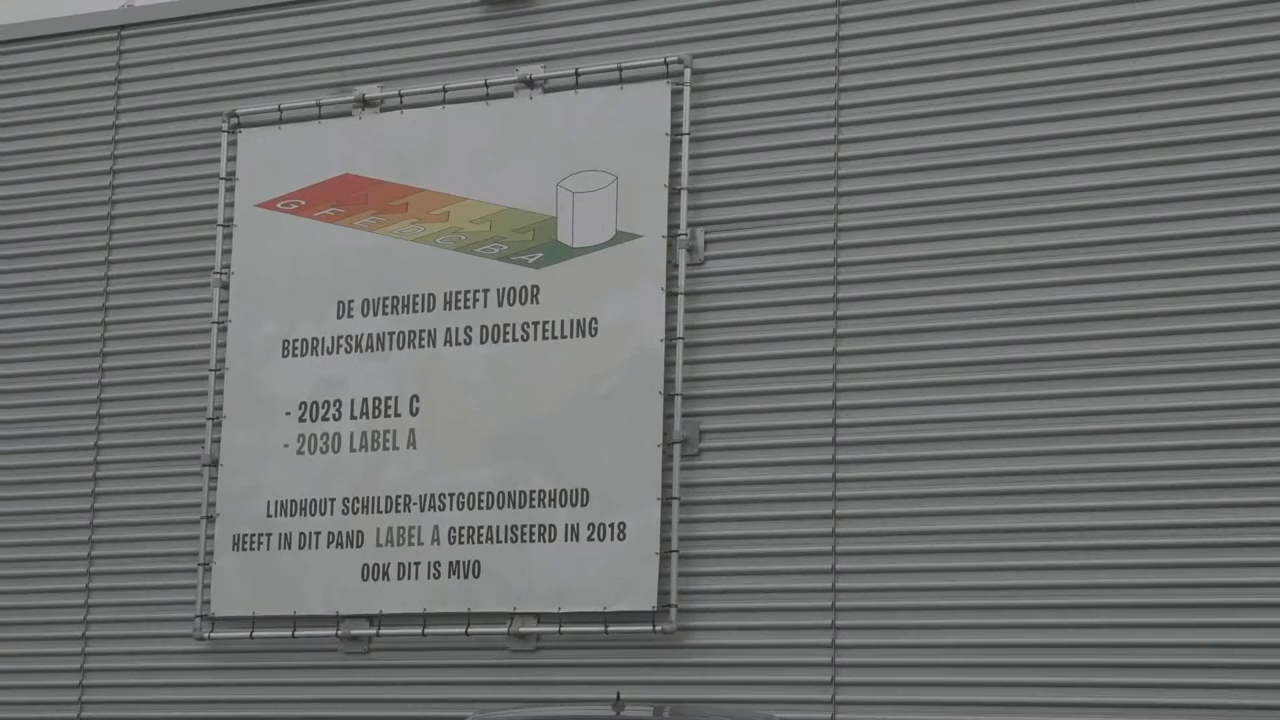 G F E D C B A
DE OVERHEID HEEFT VOOR
BEDRIJFSKANTOREN ALS DOELSTELLING
- 2023 LABEL C
- 2030 LABEL A
LINDHOUT SCHILDER-VASTGOEDONDERHOUD
HEEFT IN DIT PAND LABEL A GEREALISEERD IN 2018
OOK DIT IS MVO